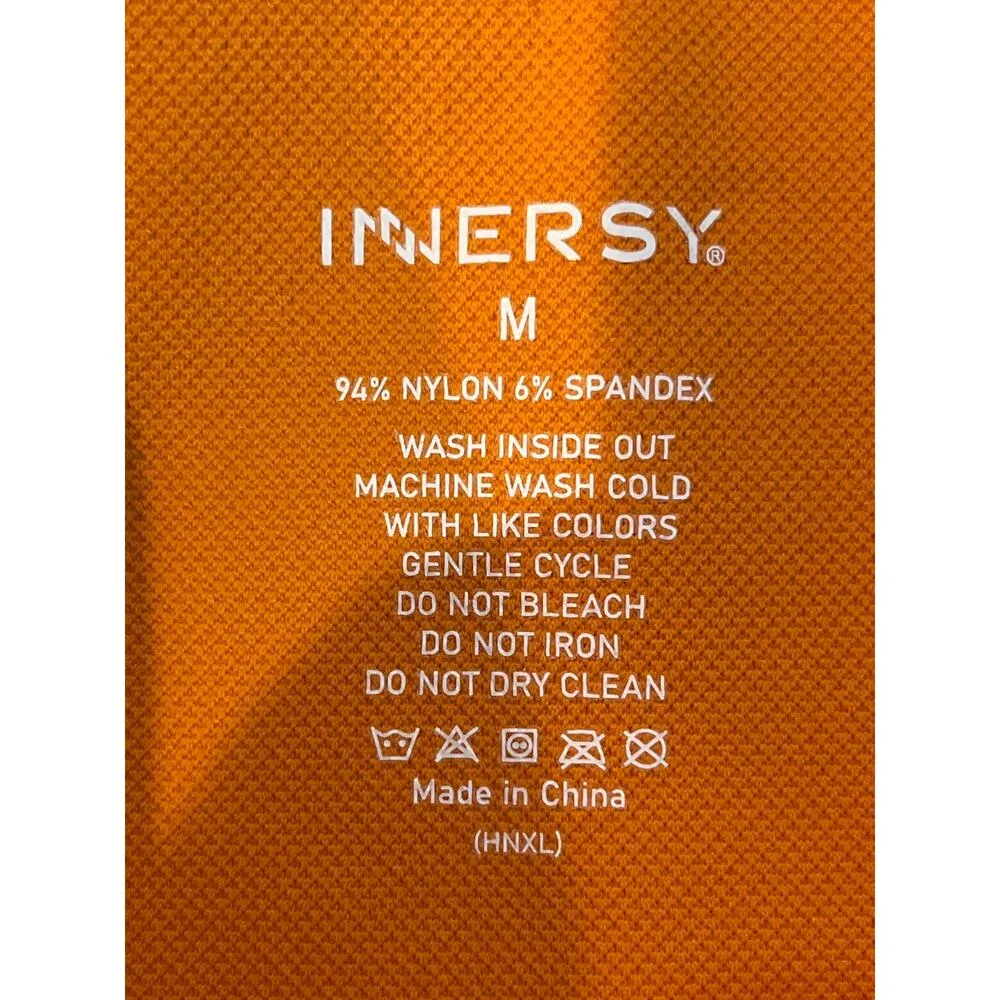 INNERSY®
M
94% NYLON 6% SPANDEX
WASH INSIDE OUT
MACHINE WASH COLD
WITH LIKE COLORS
GENTLE CYCLE
DO NOT BLEACH
DO NOT IRON
DO NOT DRY CLEAN
Made in China
(HNXL)